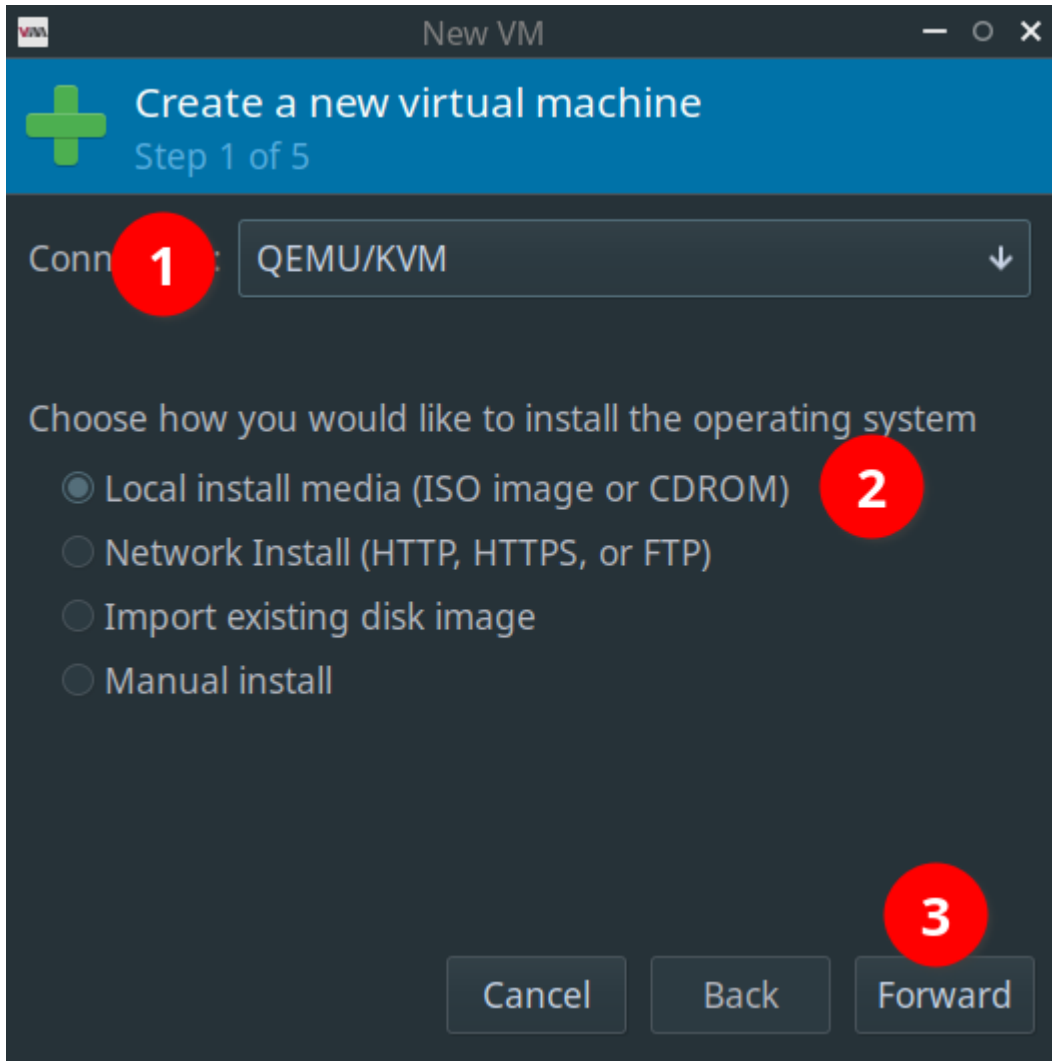 New VM
Create a new virtual machine
Step 1 of 5
1 : QEMU/KVM
Choose how you would like to install the operating system
Local install media (ISO image or CDROM) 2
Network Install (HTTP, HTTPS, or FTP)
Import existing disk image
Manual install
3
Cancel Back Forward